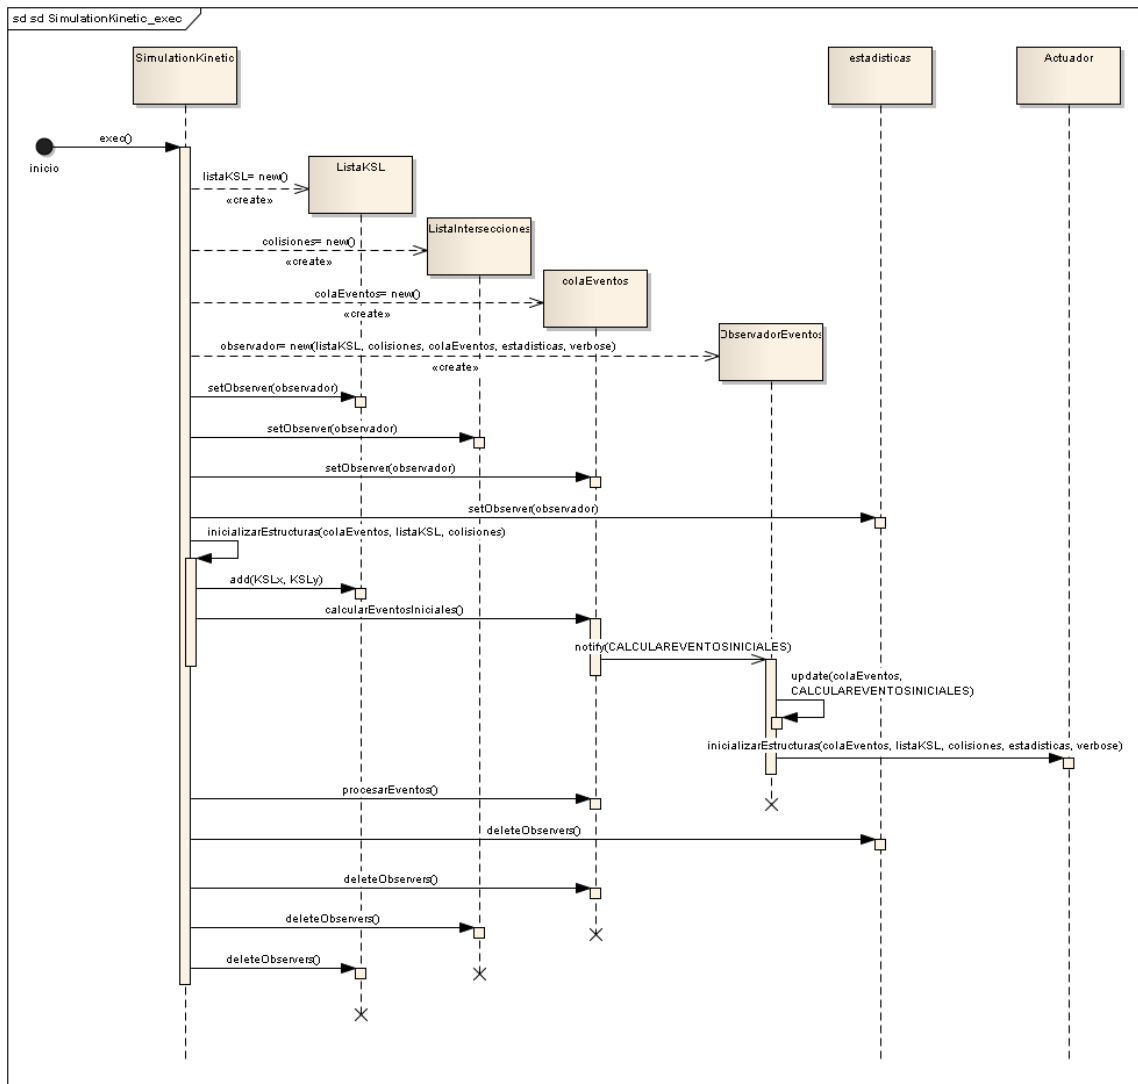 sd sd SimulationKinetic_exec
SimulationKinetic
estadisticas
Actuador
exec()
inicio
ListaKSL
listaKSL= new()
«create»
ListaIntersecciones
colisiones= new()
«create»
colaEventos
colaEventos= new()
«create»
ObservadorEventos
observador= new(listaKSL, colisiones, colaEventos, estadisticas, verbose)
«create»
setObserver(observador)
setObserver(observador)
setObserver(observador)
setObserver(observador)
inicializarEstructuras(colaEventos, listaKSL, colisiones)
add(KSLx, KSLy)
calcularEventosIniciales()
notify(CALCULAREVENTOSINICIALES)
update(colaEventos,
CALCULAREVENTOSINICIALES)
inicializarEstructuras(colaEventos, listaKSL, colisiones, estadisticas, verbose)
procesarEventos()
deleteObservers()
deleteObservers()
deleteObservers()
deleteObservers()